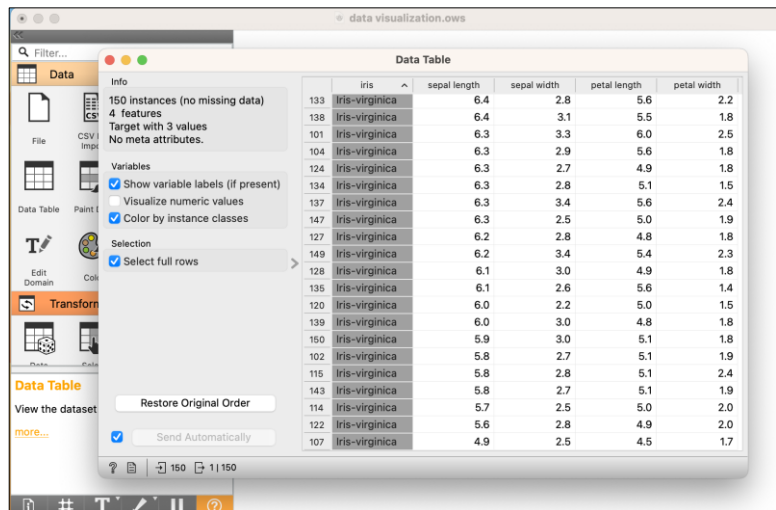 data visualization.ows
Filter...
Data
File
CSV
Data Table
Paint
Edit
Domain
Transform
Data Table
View the dataset
more...
Data Table
Info
150 instances (no missing data)
4 features
Target with 3 values
No meta attributes.
Variables
Show variable labels (if present)
Visualize numeric values
Color by instance classes
Selection
Select full rows
Restore Original Order
Send Automatically
150 1 | 150
iris sepal length sepal width petal length petal width
133 Iris-virginica 6.4 2.8 5.6 2.2
138 Iris-virginica 6.4 3.1 5.5 1.8
101 Iris-virginica 6.3 3.3 6.0 2.5
104 Iris-virginica 6.3 2.9 5.6 1.8
124 Iris-virginica 6.3 2.7 4.9 1.8
134 Iris-virginica 6.3 2.8 5.1 1.5
137 Iris-virginica 6.3 3.4 5.6 2.4
147 Iris-virginica 6.3 2.5 5.0 1.9
127 Iris-virginica 6.2 2.8 4.8 1.8
149 Iris-virginica 6.2 3.4 5.4 2.3
128 Iris-virginica 6.1 3.0 4.9 1.8
135 Iris-virginica 6.1 2.6 5.6 1.4
120 Iris-virginica 6.0 2.2 5.0 1.5
139 Iris-virginica 6.0 3.0 4.8 1.8
150 Iris-virginica 5.9 3.0 5.1 1.8
102 Iris-virginica 5.8 2.7 5.1 1.9
115 Iris-virginica 5.8 2.8 5.1 2.4
143 Iris-virginica 5.8 2.7 5.1 1.9
114 Iris-virginica 5.7 2.5 5.0 2.0
122 Iris-virginica 5.6 2.8 4.9 2.0
107 Iris-virginica 4.9 2.5 4.5 1.7